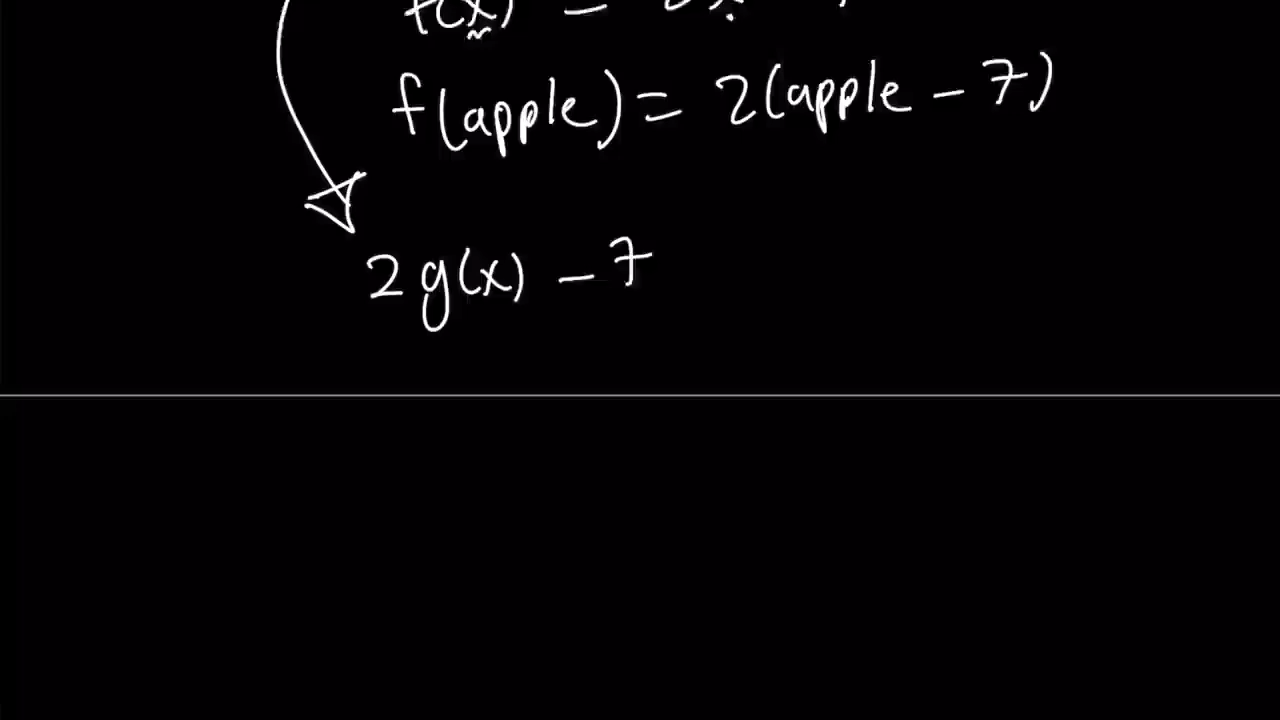 f(x) =
f(apple) = 2(apple - 7)
2g(x) - 7